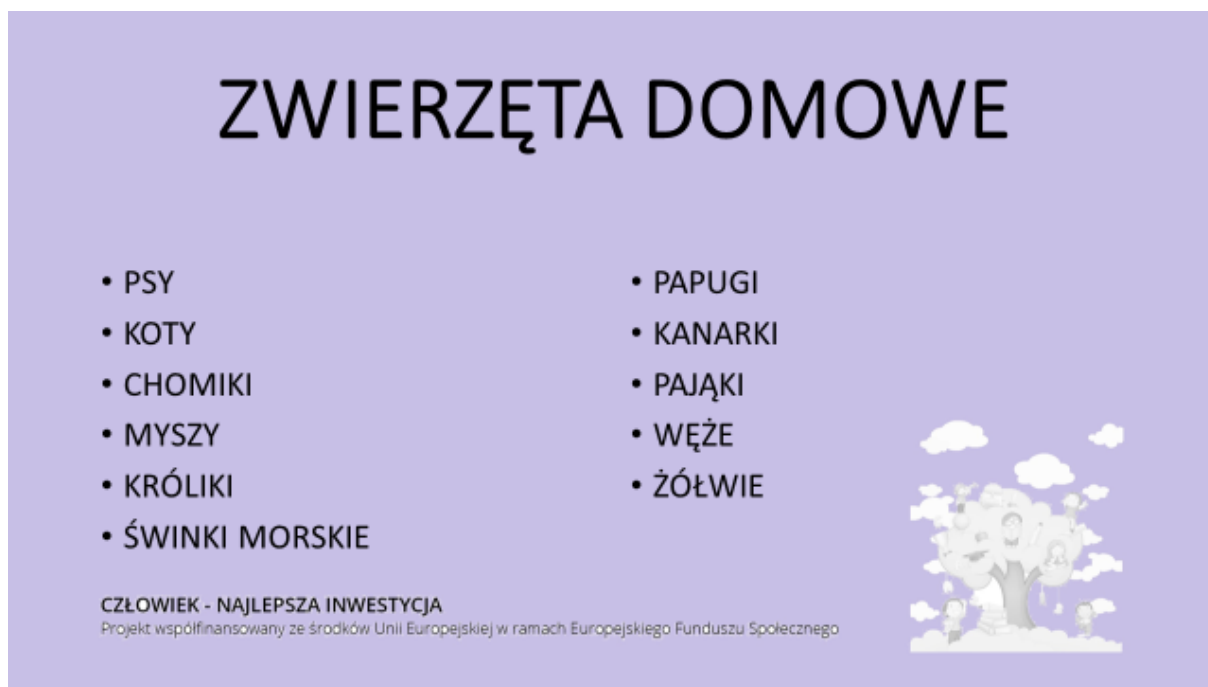 ZWIERZĘTA DOMOWE
• PSY
• KOTY
• CHOMIKI
• MYSZY
• KRÓLIKI
• ŚWINKI MORSKIE
• PAPUGI
• KANARKI
• PAJĄKI
• WĘŻE
• ŻÓŁWIE
CZŁOWIEK - NAJLEPSZA INWESTYCJA
Projekt współfinansowany ze środków Unii Europejskiej w ramach Europejskiego Funduszu Społecznego